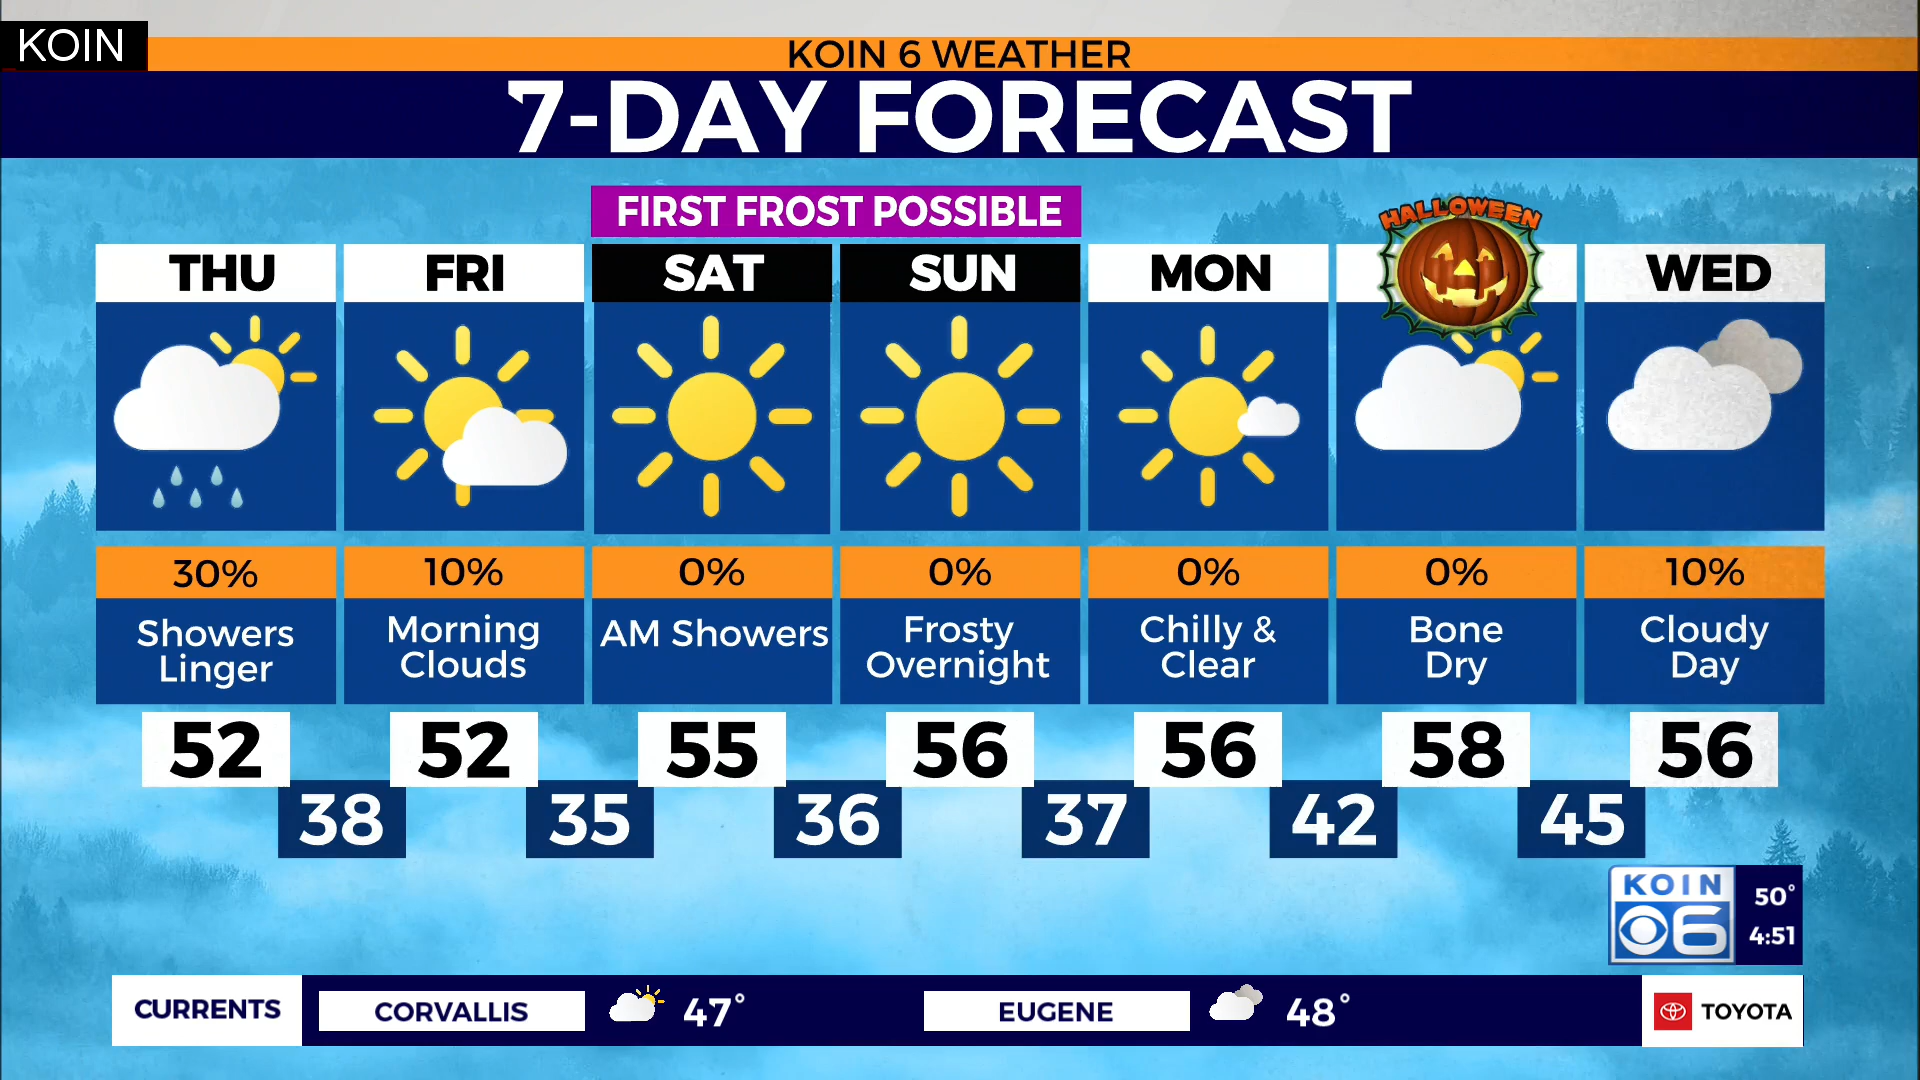 KOIN
KOIN 6 WEATHER
7-DAY FORECAST
FIRST FROST POSSIBLE
HALLOWEEN
THU FRI SAT SUN MON WED
30% 10% 0% 0% 0% 0% 10%
Showers Morning AM Showers Frosty Chilly & Bone Cloudy
Linger Clouds Overnight Clear Dry Day
52 52 55 56 56 58 56
38 35 36 37 42 45
KOIN 50°
6 4:51
CURRENTS CORVALLIS 47° EUGENE 48° TOYOTA